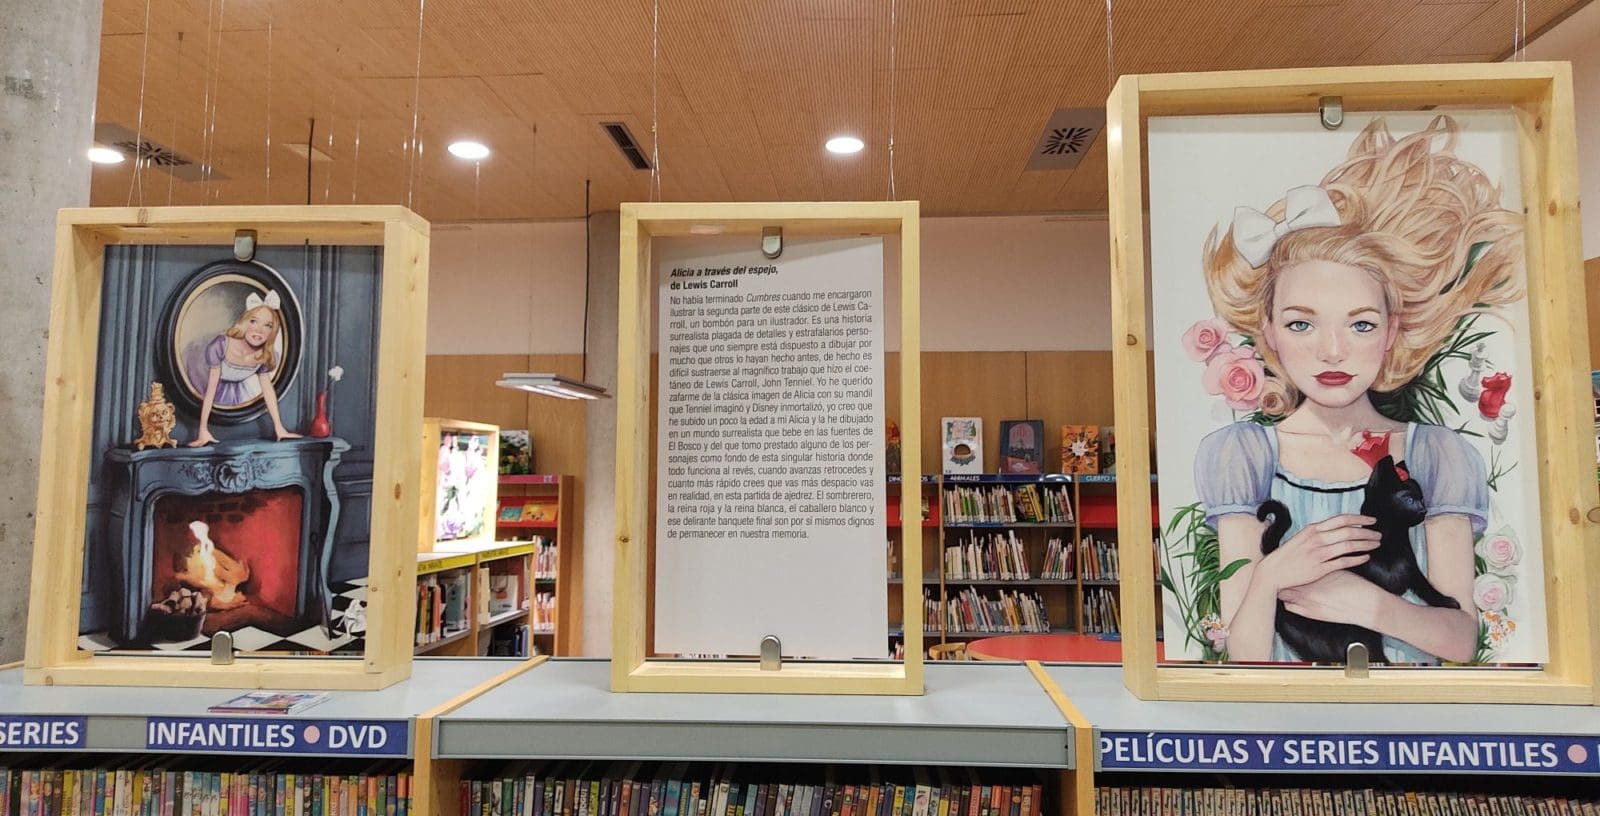 Alicia a través del espejo,
de Lewis Carroll
No había terminado Cumbres cuando me encargaron
ilustrar la segunda parte de este clásico de Lewis Ca-
rroll, un bombón para un ilustrador. Es una historia
surrealista plagada de detalles y estrafalarios perso-
najes que uno siempre está dispuesto a dibujar por
mucho que otros lo hayan hecho antes, de hecho es
difícil sustraerse al magnífico trabajo que hizo el coe-
táneo de Lewis Carroll, John Tenniel. Yo he querido
zafarme de la clásica imagen de Alicia con su mandil
que Tenniel imaginó y Disney inmortalizó, yo creo que
he subido un poco la edad a mi Alicia y la he dibujado
en un mundo surrealista que bebe en las fuentes de
El Bosco y del que tomo prestado alguno de los per-
sonajes como fondo de esta singular historia donde
todo funciona al revés, cuando avanzas retrocedes y
cuanto más rápido crees que vas más despacio vas
en realidad, en esta partida de ajedrez. El sombrerero,
la reina roja y la reina blanca, el caballero blanco y
ese delirante banquete final son por sí mismos dignos
de permanecer en nuestra memoria.
ANIMALES
CUERPO
SERIES INFANTILES DVD
PELÍCULAS Y SERIES INFANTILES